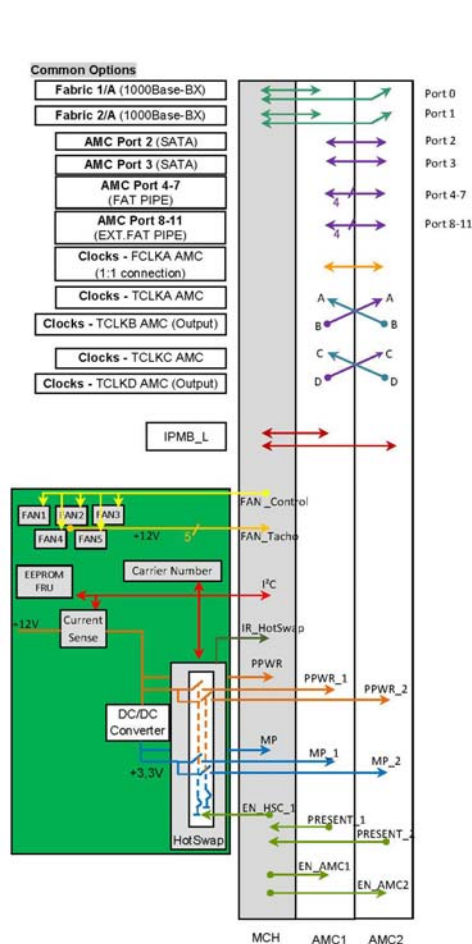 Common Options
Fabric 1/A (1000Base-BX)
Port 0
Fabric 2/A (1000Base-BX)
Port 1
AMC Port 2 (SATA)
Port 2
AMC Port 3 (SATA)
Port 3
AMC Port 4-7
(FAT PIPE)
4
Port 4-7
AMC Port 8-11
(EXT.FAT PIPE)
4
Port 8-11
Clocks - FCLKA AMC
(1:1 connection)
Clocks - TCLKA AMC
A
A
Clocks - TCLKB AMC (Output)
B
B
Clocks - TCLKC AMC
C
C
Clocks - TCLKD AMC (Output)
D
D
IPMB_L
FAN_Control
FAN1
FAN2
FAN3
FAN4
FAN5
+12V
5
FAN_Tacho
EEPROM
FRU
Carrier Number
I²C
+12V
Current
Sense
IR_HotSwap
PPWR
PPWR_1
PPWR_2
DC/DC
Converter
MP
MP_1
MP_2
+3,3V
EN_HSC_1
PRESENT_1
PRESENT_2
HotSwap
EN_AMC1
EN_AMC2
MCH
AMC1
AMC2